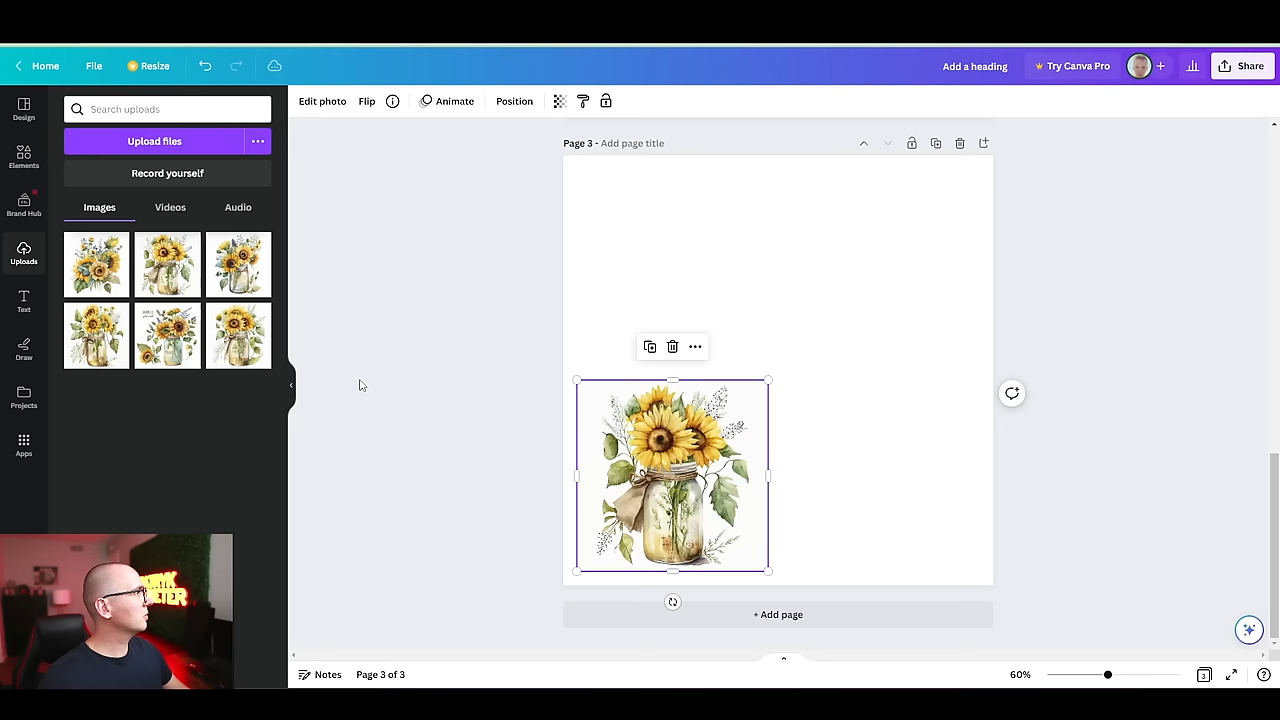 Home File Resize Add a heading Try Canva Pro Share
Search uploads Edit photo Flip Animate Position
Design
Upload files
Page 3 - Add page title
Elements
Record yourself
Brand Hub
Images Videos Audio
Uploads
Text
Draw
Projects
Apps
+ Add page
Notes Page 3 of 3 60% 3